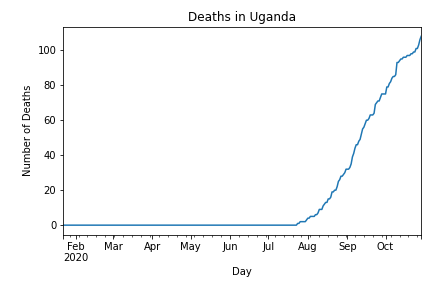 Deaths in Uganda
Number of Deaths
100
80
60
40
20
0
Feb Mar Apr May Jun Jul Aug Sep Oct
2020
Day